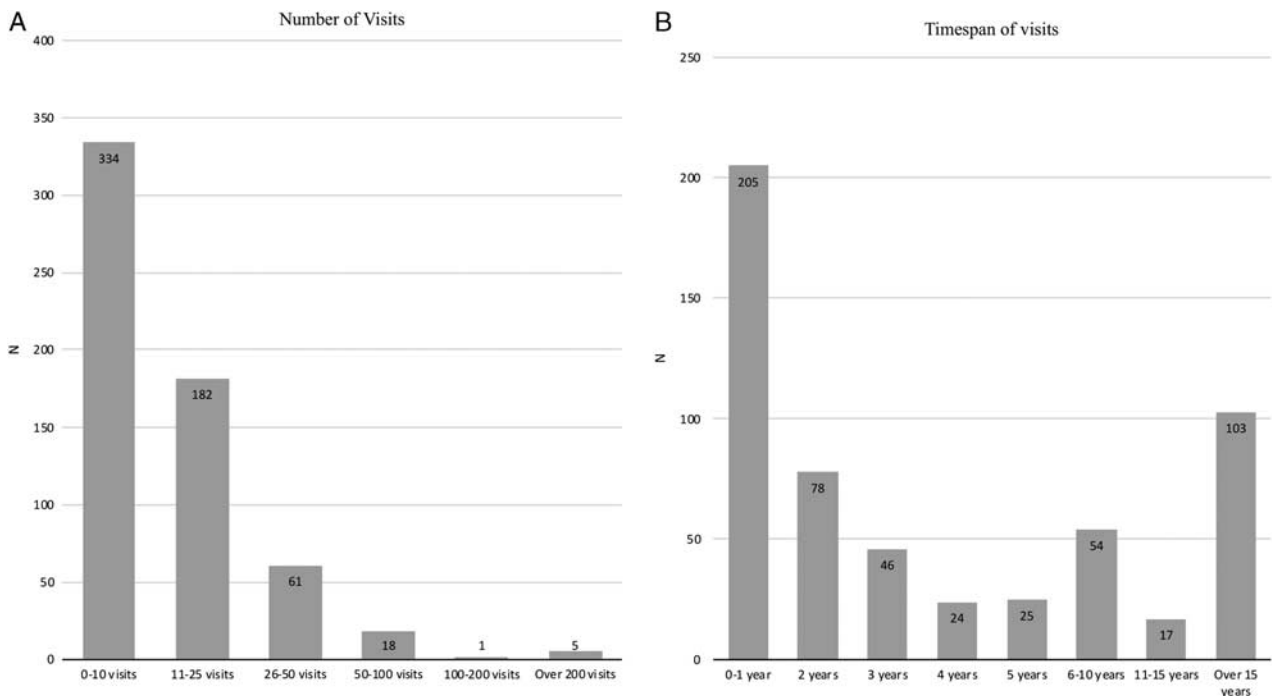 A
Number of Visits
400
350
300
250
200
150
100
50
0
N
334
182
61
18
1
5
0-10 visits
11-25 visits
26-50 visits
50-100 visits
100-200 visits
Over 200 visits
B
Timespan of visits
250
200
150
100
50
0
N
205
78
46
24
25
54
17
103
0-1 year
2 years
3 years
4 years
5 years
6-10 years
11-15 years
Over 15
years